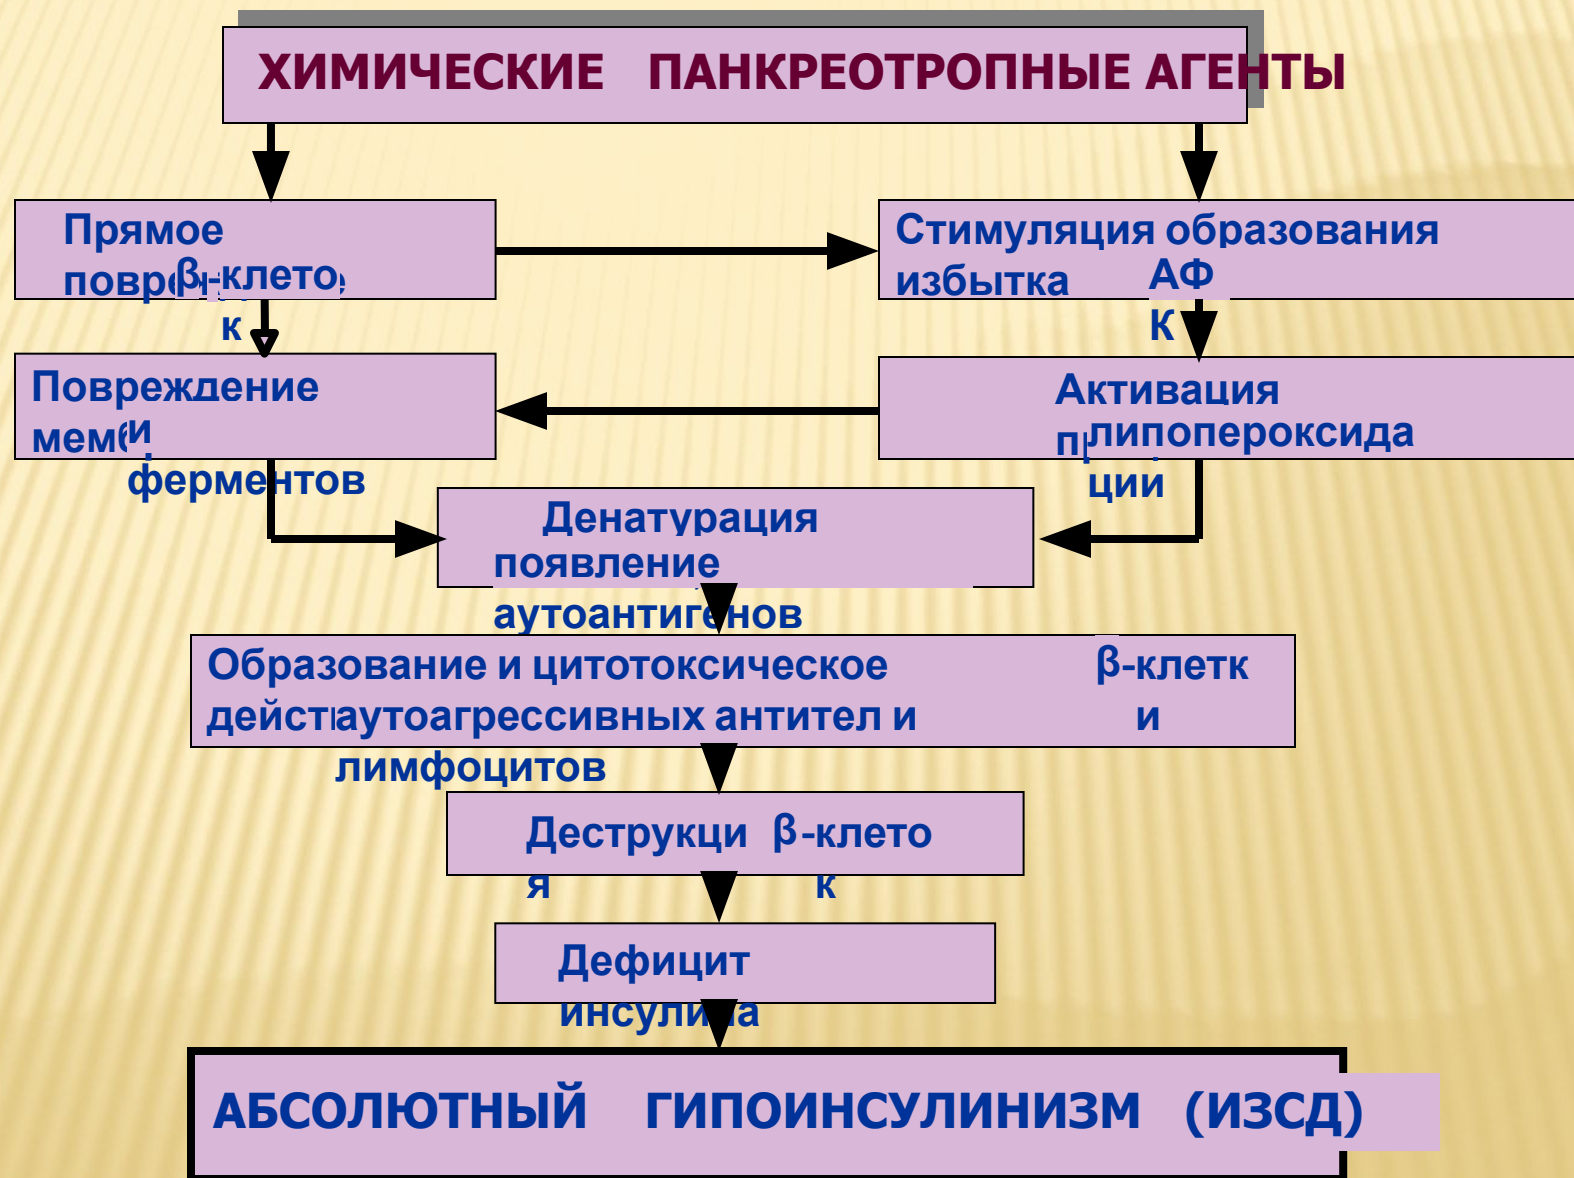 ХИМИЧЕСКИЕ ПАНКРЕОТРОПНЫЕ АГЕНТЫ
Прямое
β-клето
к
Стимуляция образования
избытка АФ
К
Повреждение
и
ферментов
Активация
липопероксида
ции
Денатурация
появление
аутоантигенов
Образование и цитотоксическое β-клетк
аутоагрессивных антител и и
лимфоцитов
Деструкци β-клето
я к
Дефицит
инсулина
АБСОЛЮТНЫЙ ГИПОИНСУЛИНИЗМ (ИЗСД)